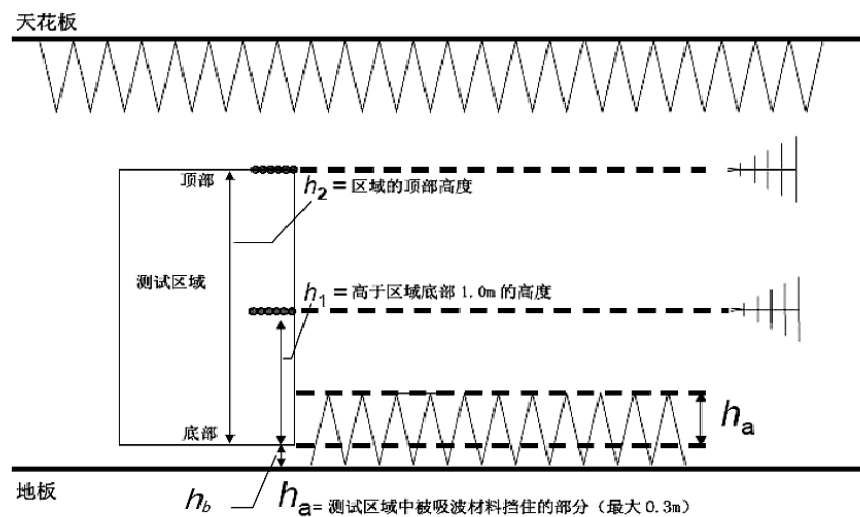 天花板
顶部
h2=区域的顶部高度
测试区域
h1=高于区域底部 1.0m 的高度
ha
底部
地板
hb
ha=测试区域中被吸波材料挡住的部分（最大 0.3m）